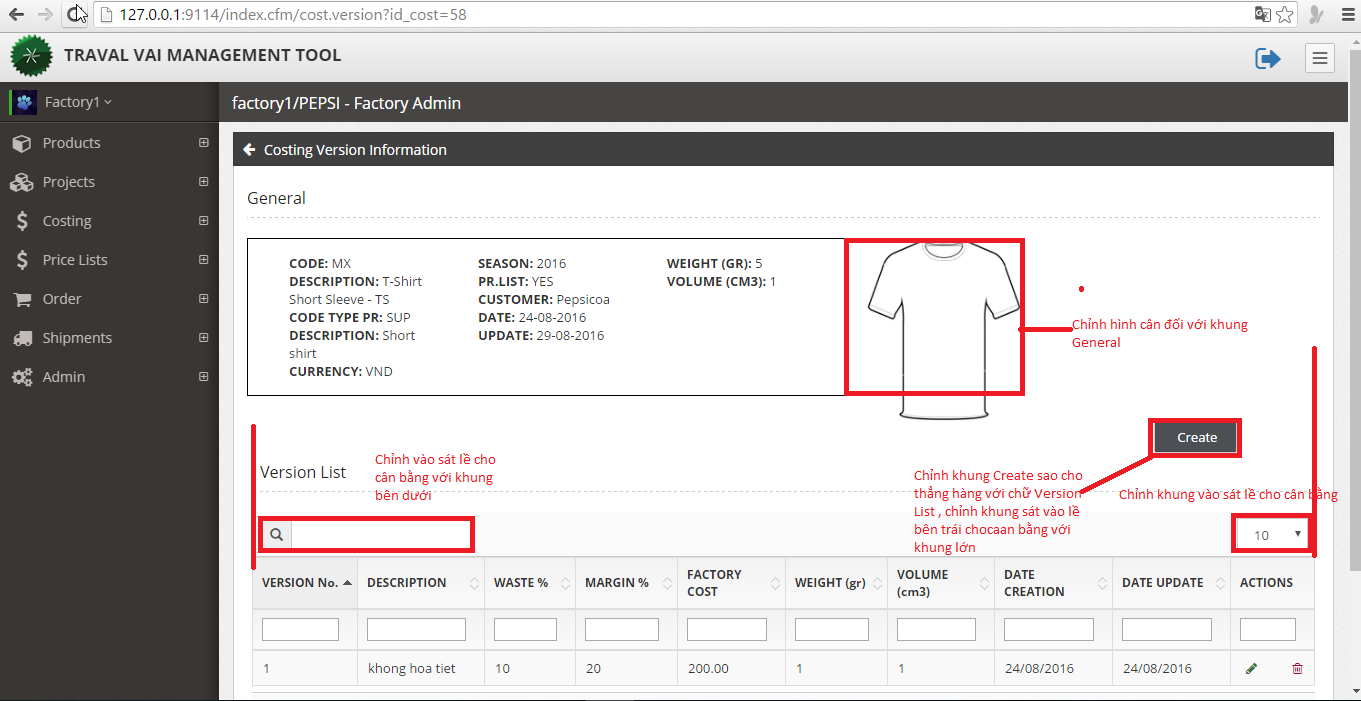 127.0.0.1:9114/index.cfm/cost.version?id_cost=58
TRAVAL VAI MANAGEMENT TOOL
Factory1
factory1/PEPSI - Factory Admin
Products
Projects
Costing
Price Lists
Order
Shipments
Admin
Costing Version Information
General
CODE: MX
DESCRIPTION: T-Shirt
Short Sleeve - TS
CODE TYPE PR: SUP
DESCRIPTION: Short
shirt
CURRENCY: VND
SEASON: 2016
PR.LIST: YES
CUSTOMER: Pepsicoa
DATE: 24-08-2016
UPDATE: 29-08-2016
WEIGHT (GR): 5
VOLUME (CM3): 1
Chỉnh hình cân đối với khung
General
Create
Version List
Chỉnh vào sát lề cho
cân bằng với khung
bên dưới
Chỉnh khung Create sao cho
thẳng hàng với chữ Version
List , chỉnh khung sát vào lề
bên trái chocaan bằng với
khung lớn
Chỉnh khung vào sát lề cho cân bằng
10
VERSION No. DESCRIPTION WASTE % MARGIN % FACTORY COST WEIGHT (gr) VOLUME (cm3) DATE CREATION DATE UPDATE ACTIONS
1 khong hoa tiet 10 20 200.00 1 1 24/08/2016 24/08/2016